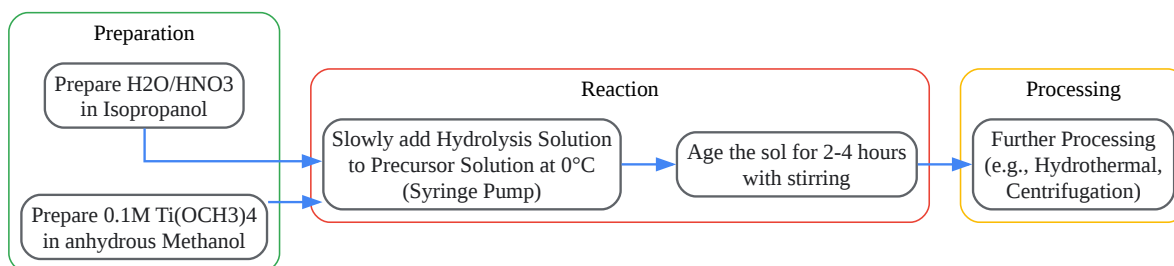 Preparation
Prepare H2O/HNO3
in Isopropanol
Prepare 0.1M Ti(OCH3)4
in anhydrous Methanol
Reaction
Slowly add Hydrolysis Solution
to Precursor Solution at 0°C
(Syringe Pump)
Age the sol for 2-4 hours
with stirring
Processing
Further Processing
(e.g., Hydrothermal,
Centrifugation)